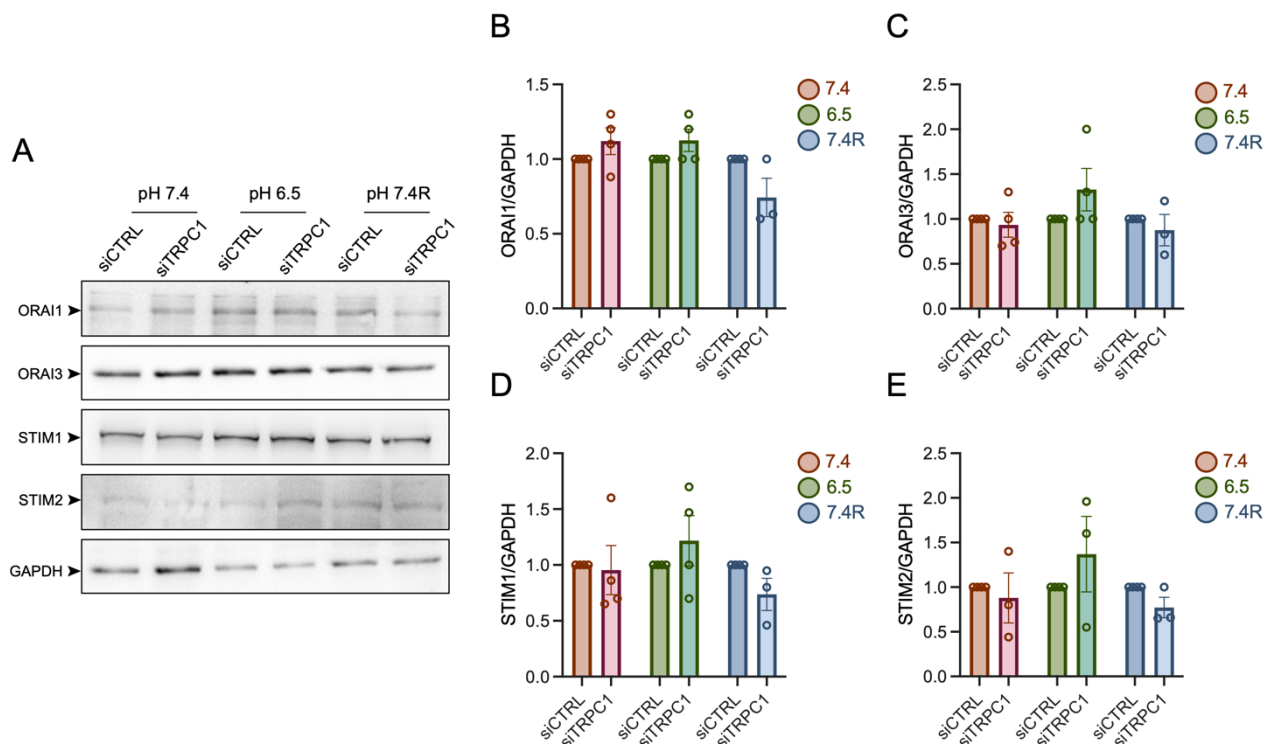 A
pH 7.4 pH 6.5 pH 7.4R
siCTRL siTRPC1 siCTRL siTRPC1 siCTRL siTRPC1
ORAI1
ORAI3
STIM1
STIM2
GAPDH
B
ORAI1/GAPDH
1.5
1.0
0.5
0.0
siCTRL siTRPC1 siCTRL siTRPC1 siCTRL siTRPC1
7.4
6.5
7.4R
C
ORAI3/GAPDH
2.5
2.0
1.5
1.0
0.5
0.0
siCTRL siTRPC1 siCTRL siTRPC1 siCTRL siTRPC1
7.4
6.5
7.4R
D
STIM1/GAPDH
2.0
1.5
1.0
0.5
0.0
siCTRL siTRPC1 siCTRL siTRPC1 siCTRL siTRPC1
7.4
6.5
7.4R
E
STIM2/GAPDH
2.5
2.0
1.5
1.0
0.5
0.0
siCTRL siTRPC1 siCTRL siTRPC1 siCTRL siTRPC1
7.4
6.5
7.4R